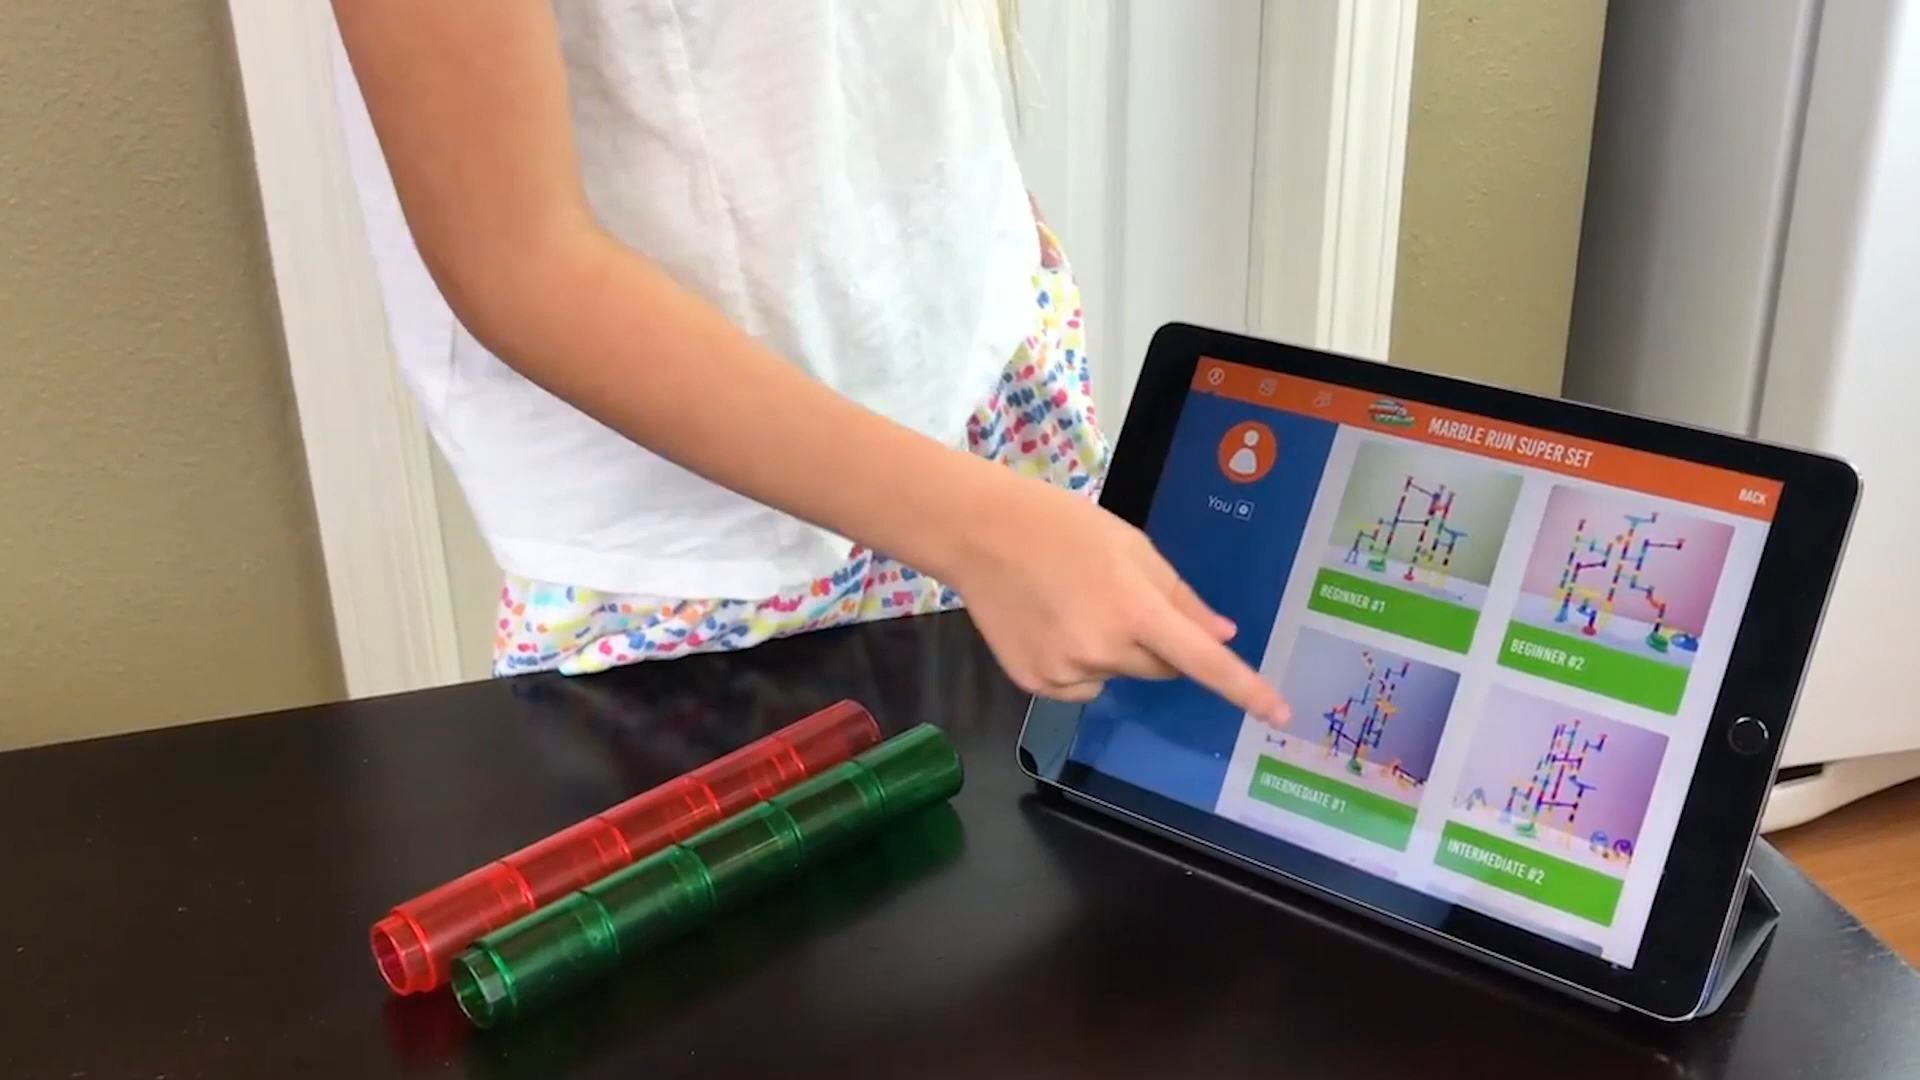 MARBLE RUN SUPER SET
BACK
You
BEGINNER #1
BEGINNER #2
INTERMEDIATE #1
INTERMEDIATE #2